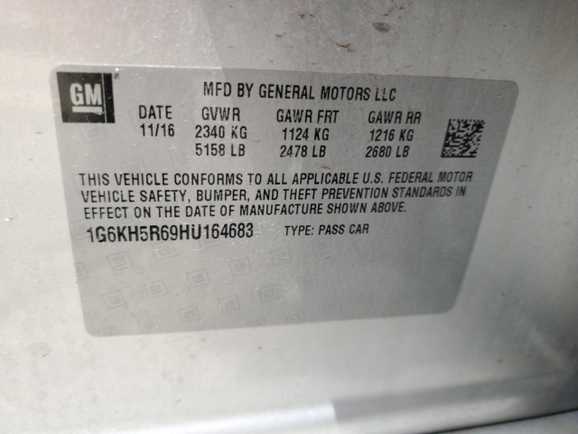 GM
MFD BY GENERAL MOTORS LLC
DATE GVWR GAWR FRT GAWR RR
11/16 2340 KG 1124 KG 1216 KG
5158 LB 2478 LB 2680 LB
THIS VEHICLE CONFORMS TO ALL APPLICABLE U.S. FEDERAL MOTOR
VEHICLE SAFETY, BUMPER, AND THEFT PREVENTION STANDARDS IN
EFFECT ON THE DATE OF MANUFACTURE SHOWN ABOVE.
1G6KH5R69HU164683 TYPE: PASS CAR